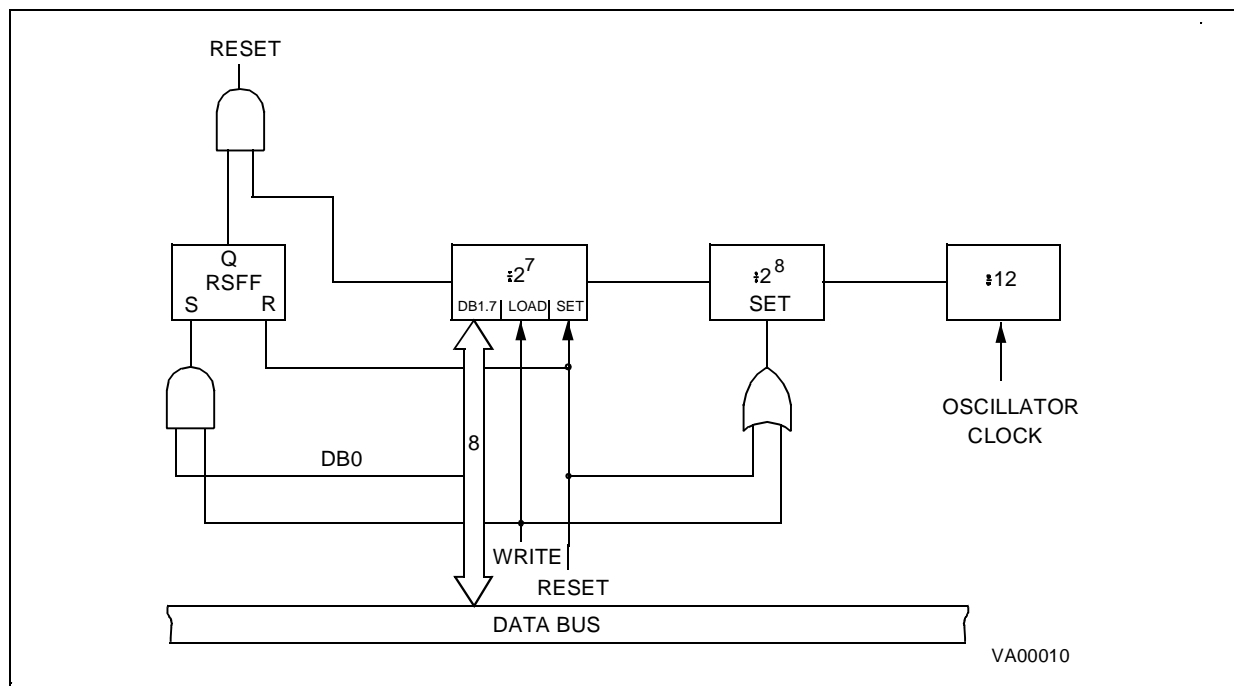 RESET
Q
RSFF
S R
÷2^7
DB1.7 LOAD SET
÷2^8
SET
÷12
OSCILLATOR
CLOCK
8
DB0
WRITE
RESET
DATA BUS
VA00010